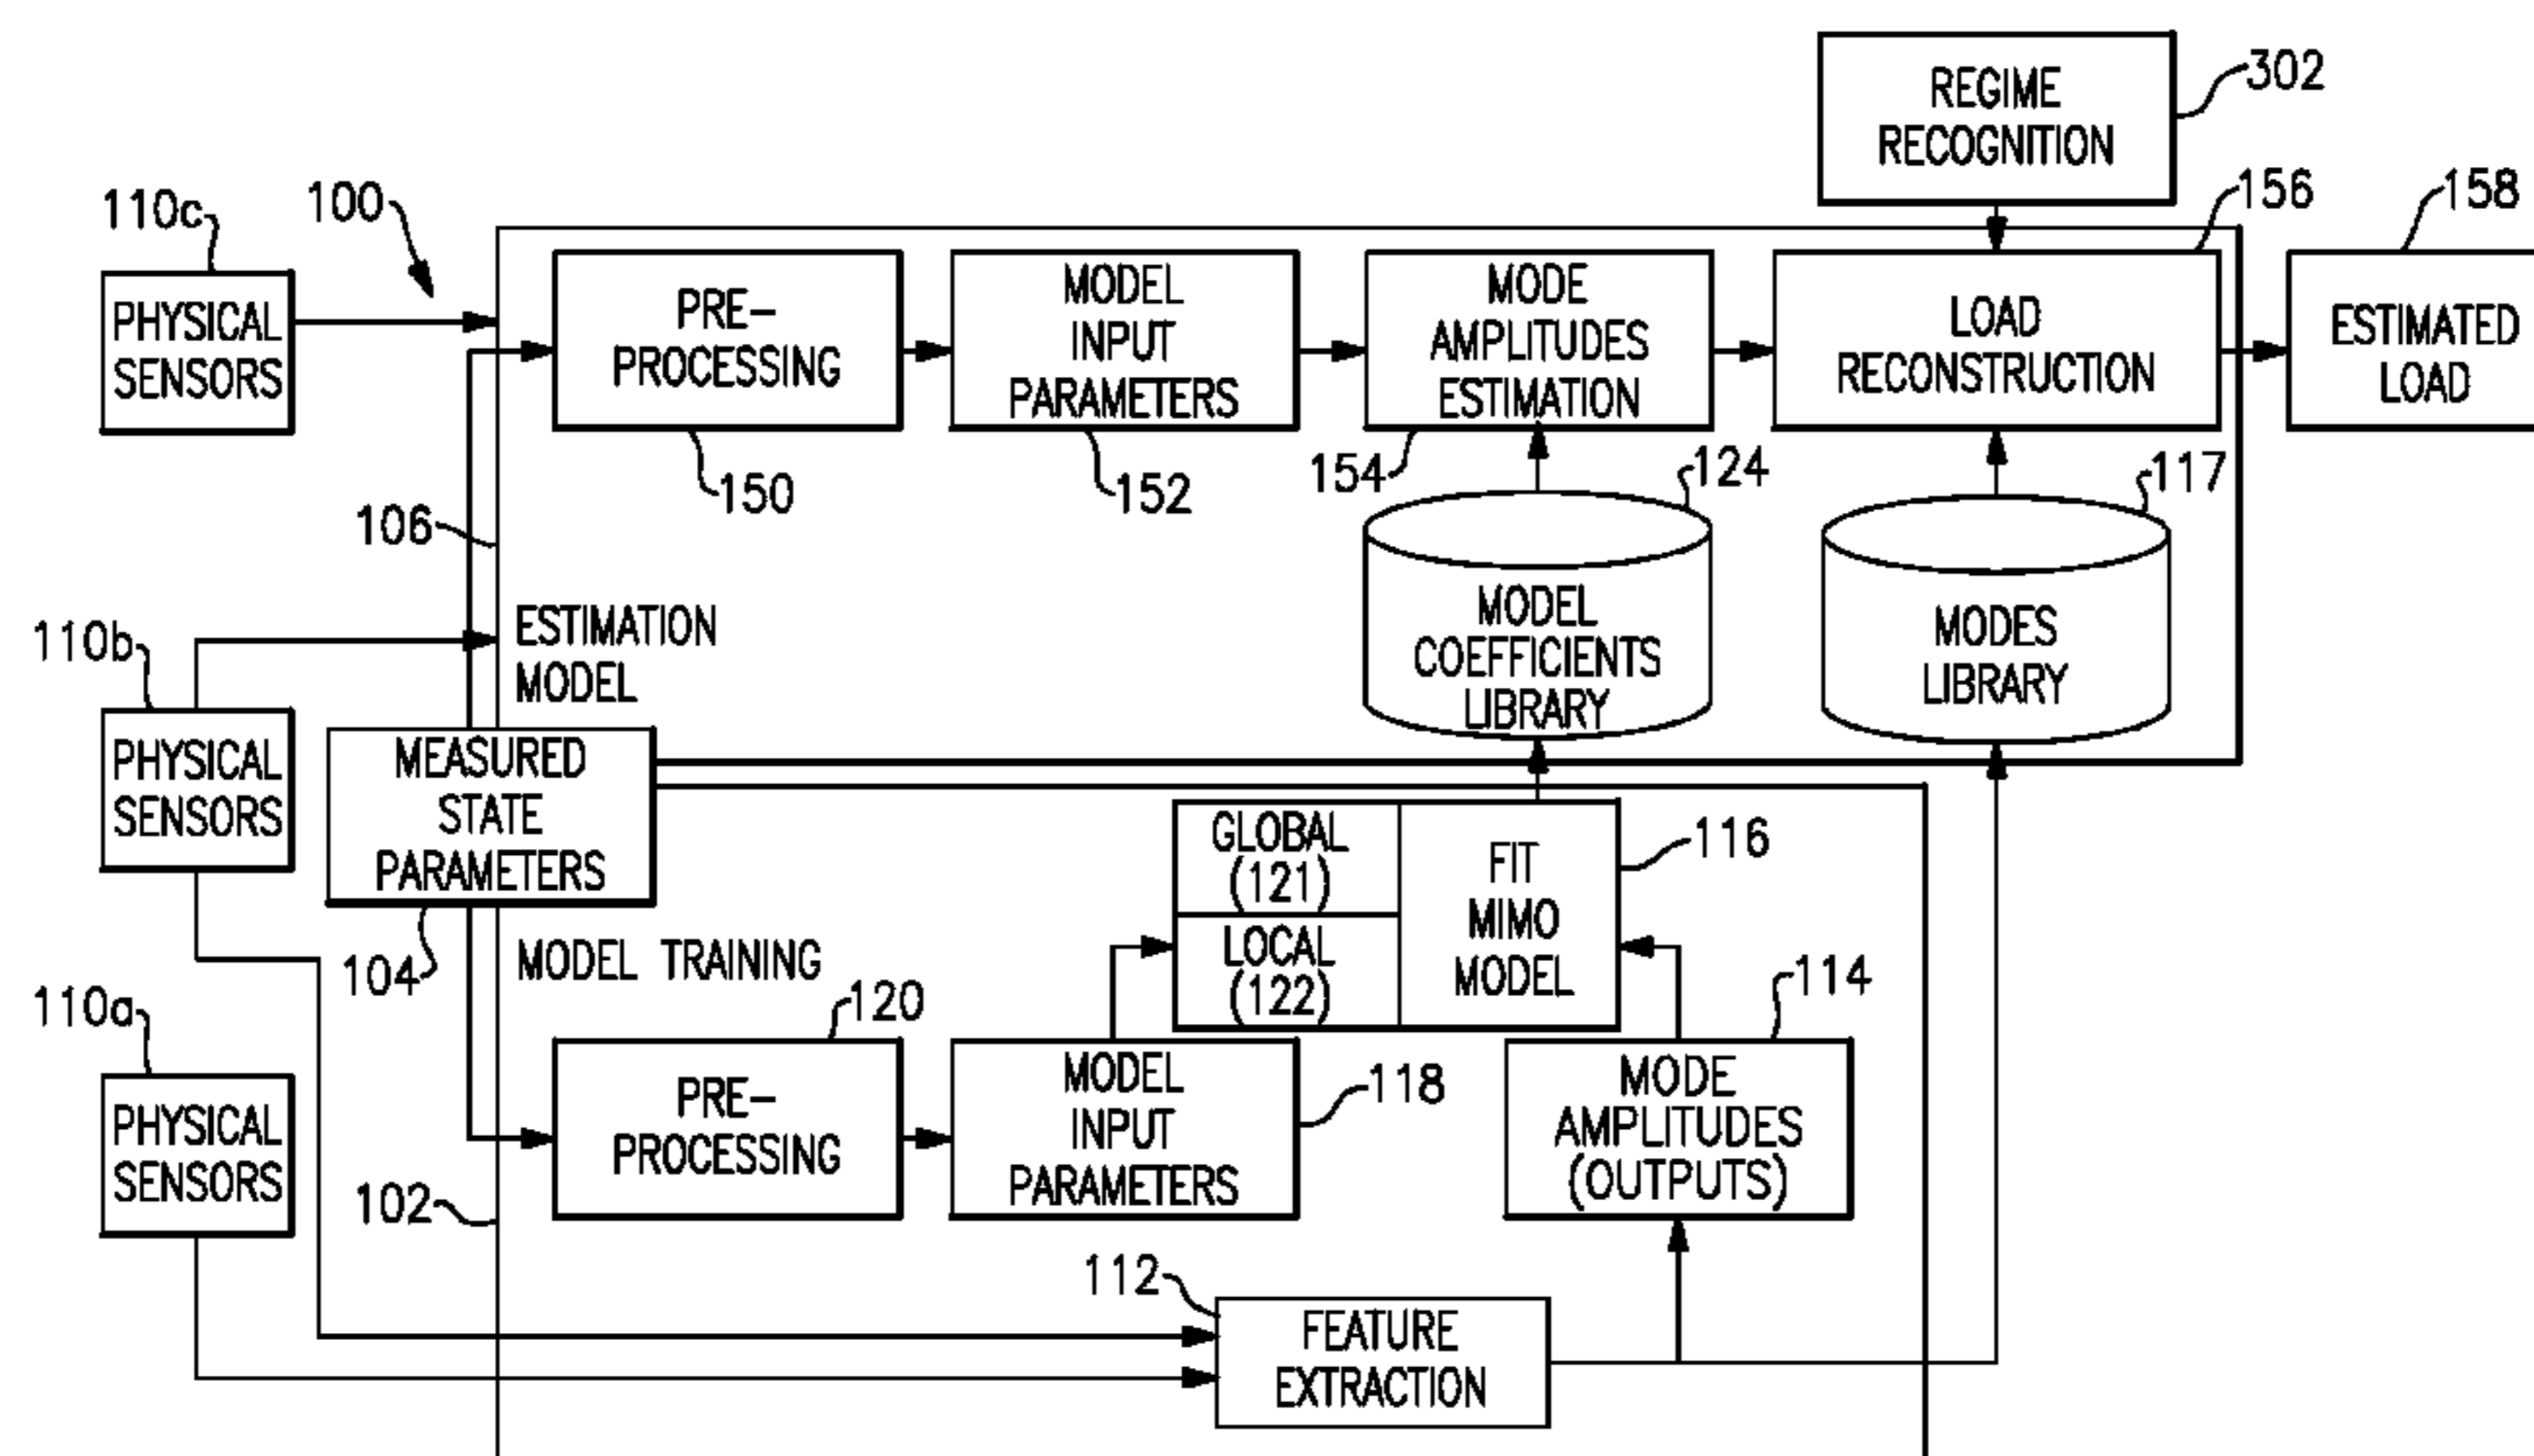 REGIME
RECOGNITION
302
110c
100
156
158
PHYSICAL
SENSORS
PRE-
PROCESSING
150
MODEL
INPUT
PARAMETERS
152
MODE
AMPLITUDES
ESTIMATION
154
LOAD
RECONSTRUCTION
ESTIMATED
LOAD
106
124
117
MODEL
COEFFICIENTS
LIBRARY
MODES
LIBRARY
ESTIMATION
MODEL
110b
PHYSICAL
SENSORS
MEASURED
STATE
PARAMETERS
104
GLOBAL
(121)
LOCAL
(122)
FIT
MIMO
MODEL
116
MODEL TRAINING
110a
PHYSICAL
SENSORS
120
PRE-
PROCESSING
MODEL
INPUT
PARAMETERS
118
114
MODE
AMPLITUDES
(OUTPUTS)
102
112
FEATURE
EXTRACTION